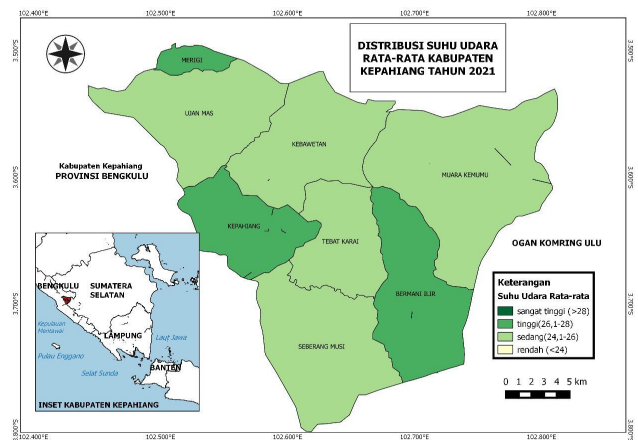 102.400°E 102.500°E 102.600°E 102.700°E 102.800°E
3.500°S 3.500°S
DISTRIBUSI SUHU UDARA
RATA-RATA KABUPATEN
KEPAHIANG TAHUN 2021
MERIGI
UJAN MAS
KEBAWETAN
MUARA KEMUMU
Kabupaten Kepahiang
PROVINSI BENGKULU
3.600°S 3.600°S
KEPAHIANG
TEBAT KARAI
OGAN KOMRING ULU
BERMANI ILIR
SEBERANG MUSI
3.700°S 3.700°S
Keterangan
Suhu Udara Rata-rata
sangat tinggi (>28)
tinggi(26,1-28)
sedang(24,1-26)
rendah (<24)
0 1 2 3 4 5 km
BENGKULU
SUMATERA
SELATAN
Kepulauan
Mentawai
LAMPUNG
Laut Jawa
Pulau Enggano
Selat Sunda
BANTEN
INSET KABUPATEN KEPAHIANG
3.800°S 3.800°S
102.400°E 102.500°E 102.600°E 102.700°E 102.800°E